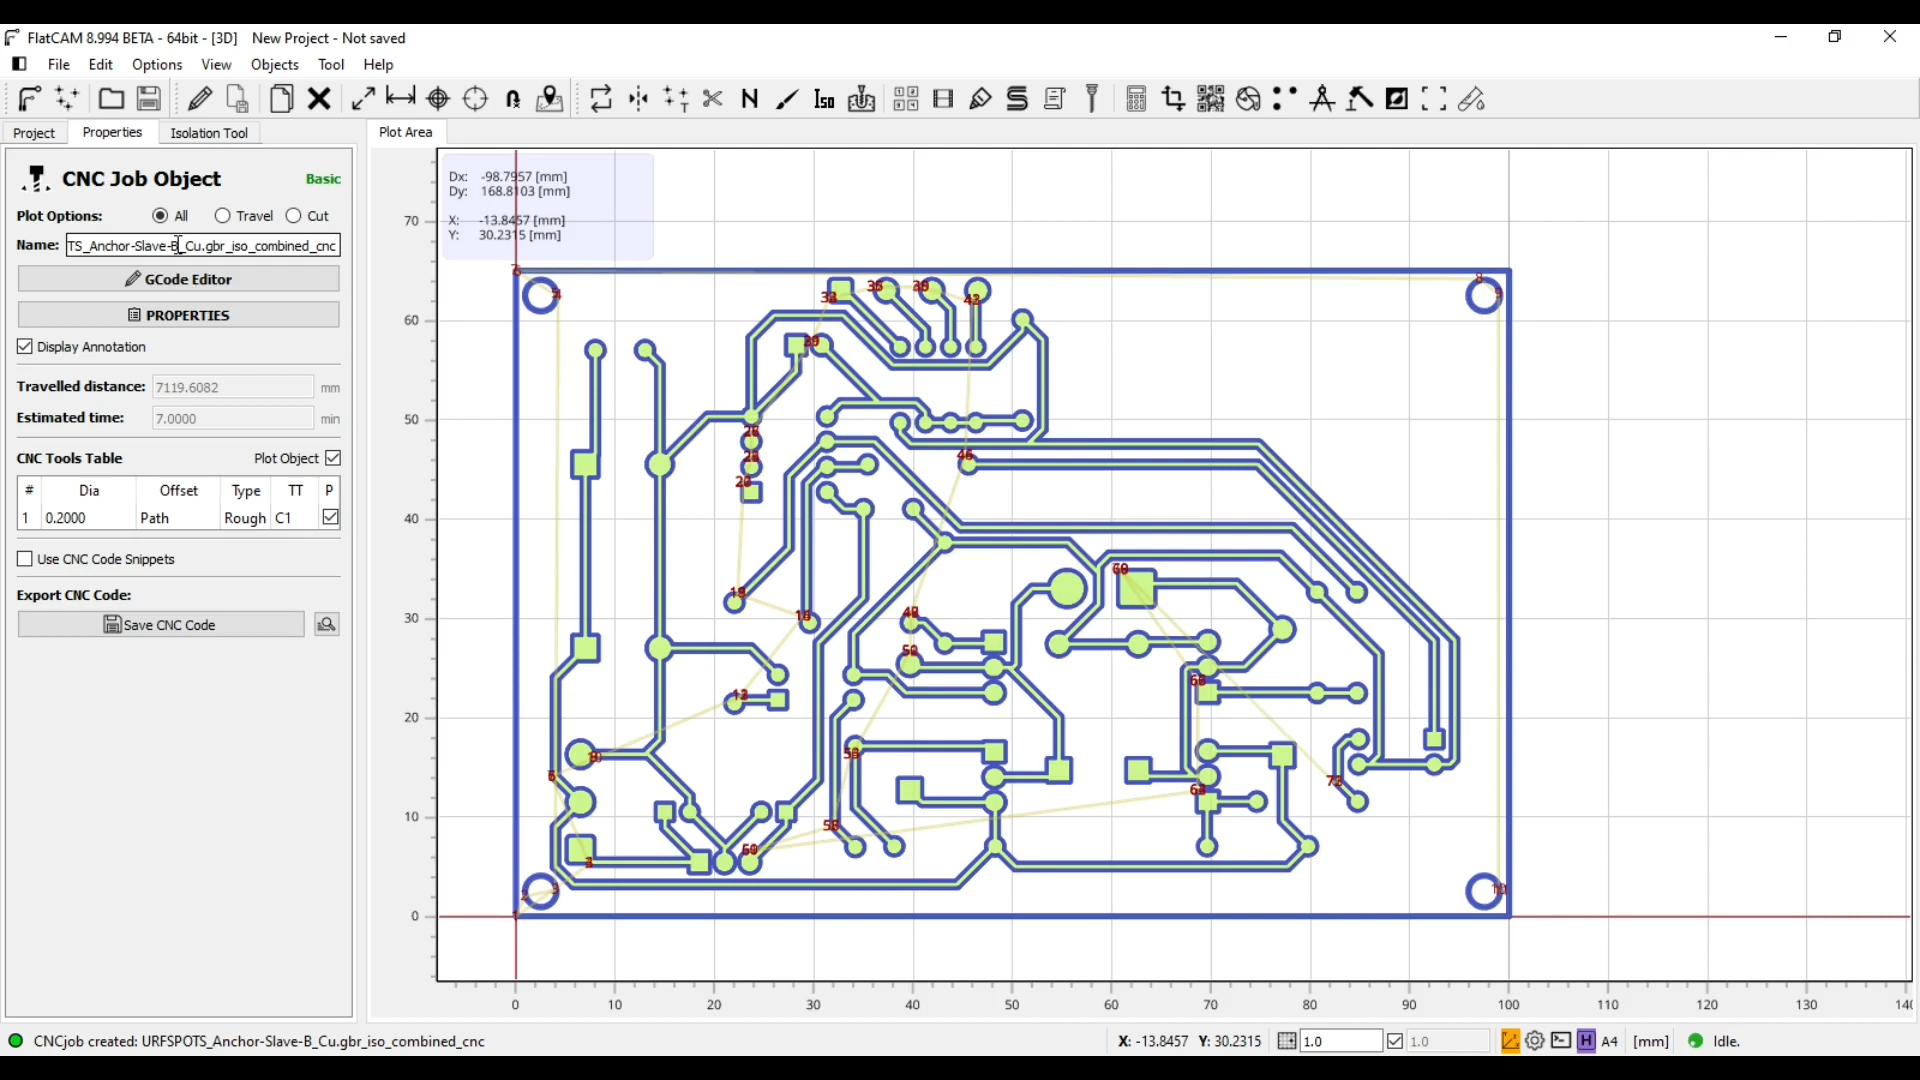 FlatCAM 8.994 BETA - 64bit - [3D]    New Project - Not saved
File Edit Options View Objects Tool Help
Project Properties Isolation Tool Plot Area
CNC Job Object Basic
Plot Options: All Travel Cut
Name: TS_Anchor-Slave-B_Cu.gbr_iso_combined_cnc
GCode Editor
PROPERTIES
Display Annotation
Travelled distance: 7119.6082 mm
Estimated time: 7.0000 min
CNC Tools Table Plot Object
# Dia Offset Type TT P
1 0.2000 Path Rough C1
Use CNC Code Snippets
Export CNC Code:
Save CNC Code
Dx: -98.7957 [mm]
Dy: 168.8103 [mm]
X: -13.8457 [mm]
Y: 30.2315 [mm]
70
60
50
40
30
20
10
0
0 10 20 30 40 50 60 70 80 90 100 110 120 130
CNCjob created: URFSPOTS_Anchor-Slave-B_Cu.gbr_iso_combined_cnc
X: -13.8457 Y: 30.2315 1.0 1.0 H A4 [mm] Idle.